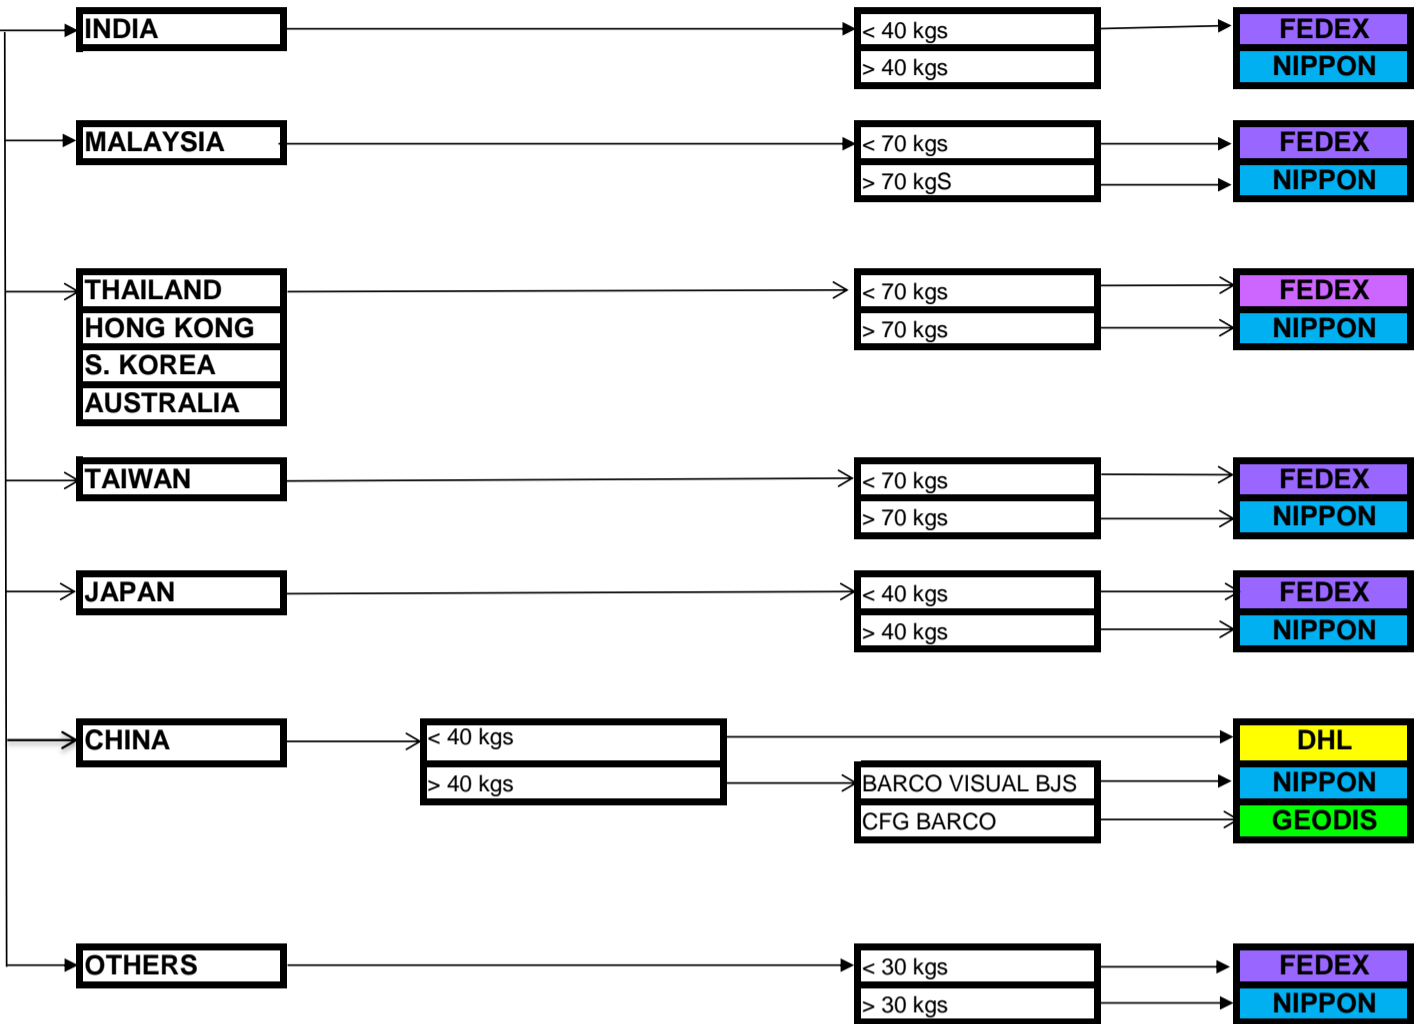 INDIA
< 40 kgs
FEDEX
> 40 kgs
NIPPON
MALAYSIA
< 70 kgs
FEDEX
> 70 kgS
NIPPON
THAILAND
< 70 kgs
FEDEX
HONG KONG
> 70 kgs
NIPPON
S. KOREA
AUSTRALIA
TAIWAN
< 70 kgs
FEDEX
> 70 kgs
NIPPON
JAPAN
< 40 kgs
FEDEX
> 40 kgs
NIPPON
CHINA
< 40 kgs
DHL
> 40 kgs
BARCO VISUAL BJS
NIPPON
CFG BARCO
GEODIS
OTHERS
< 30 kgs
FEDEX
> 30 kgs
NIPPON